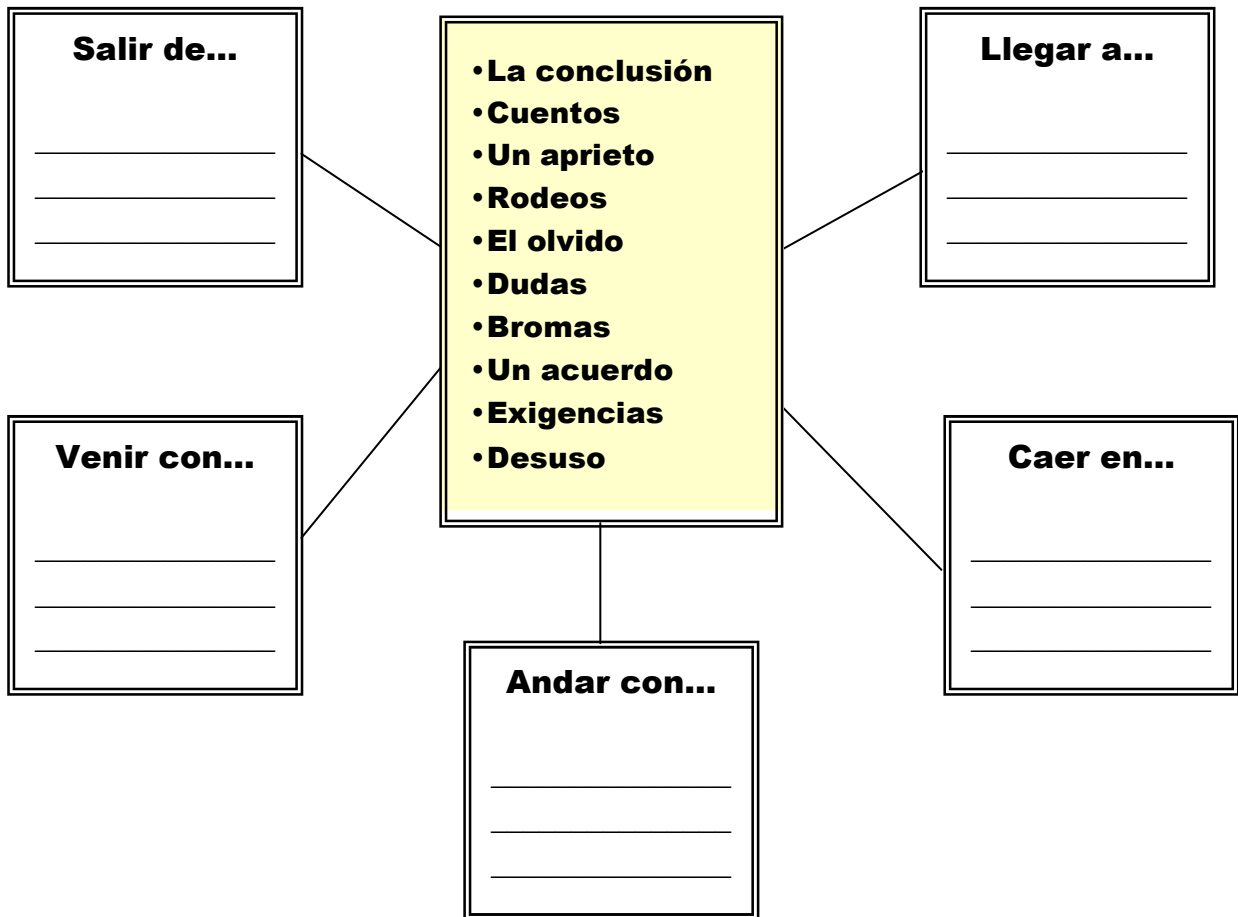 Salir de...
•La conclusión
•Cuentos
•Un aprieto
•Rodeos
•El olvido
•Dudas
•Bromas
•Un acuerdo
•Exigencias
•Desuso
Llegar a...
Venir con...
Caer en...
Andar con...